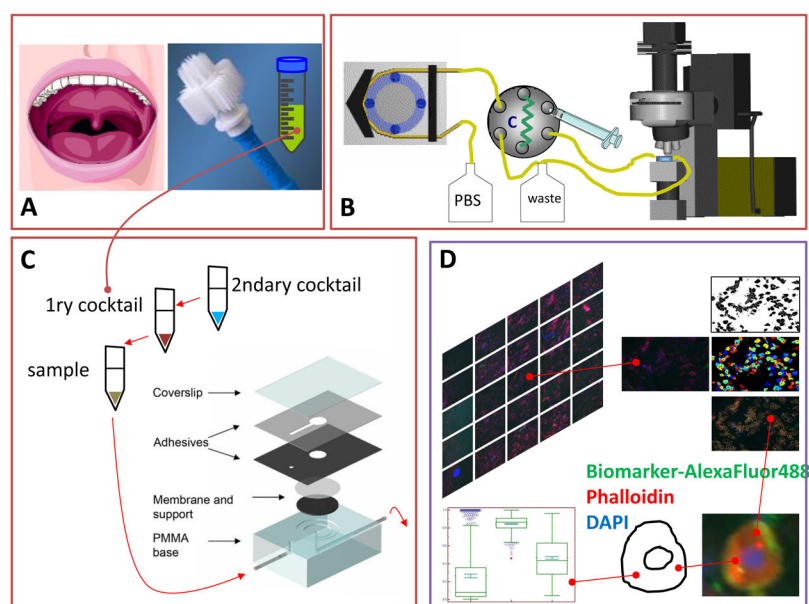 A
B
C
PBS
waste
C
1ry cocktail
2ndary cocktail
sample
Coverslip
Adhesives
Membrane and
support
PMMA
base
D
Biomarker-AlexaFluor488
Phalloidin
DAPI